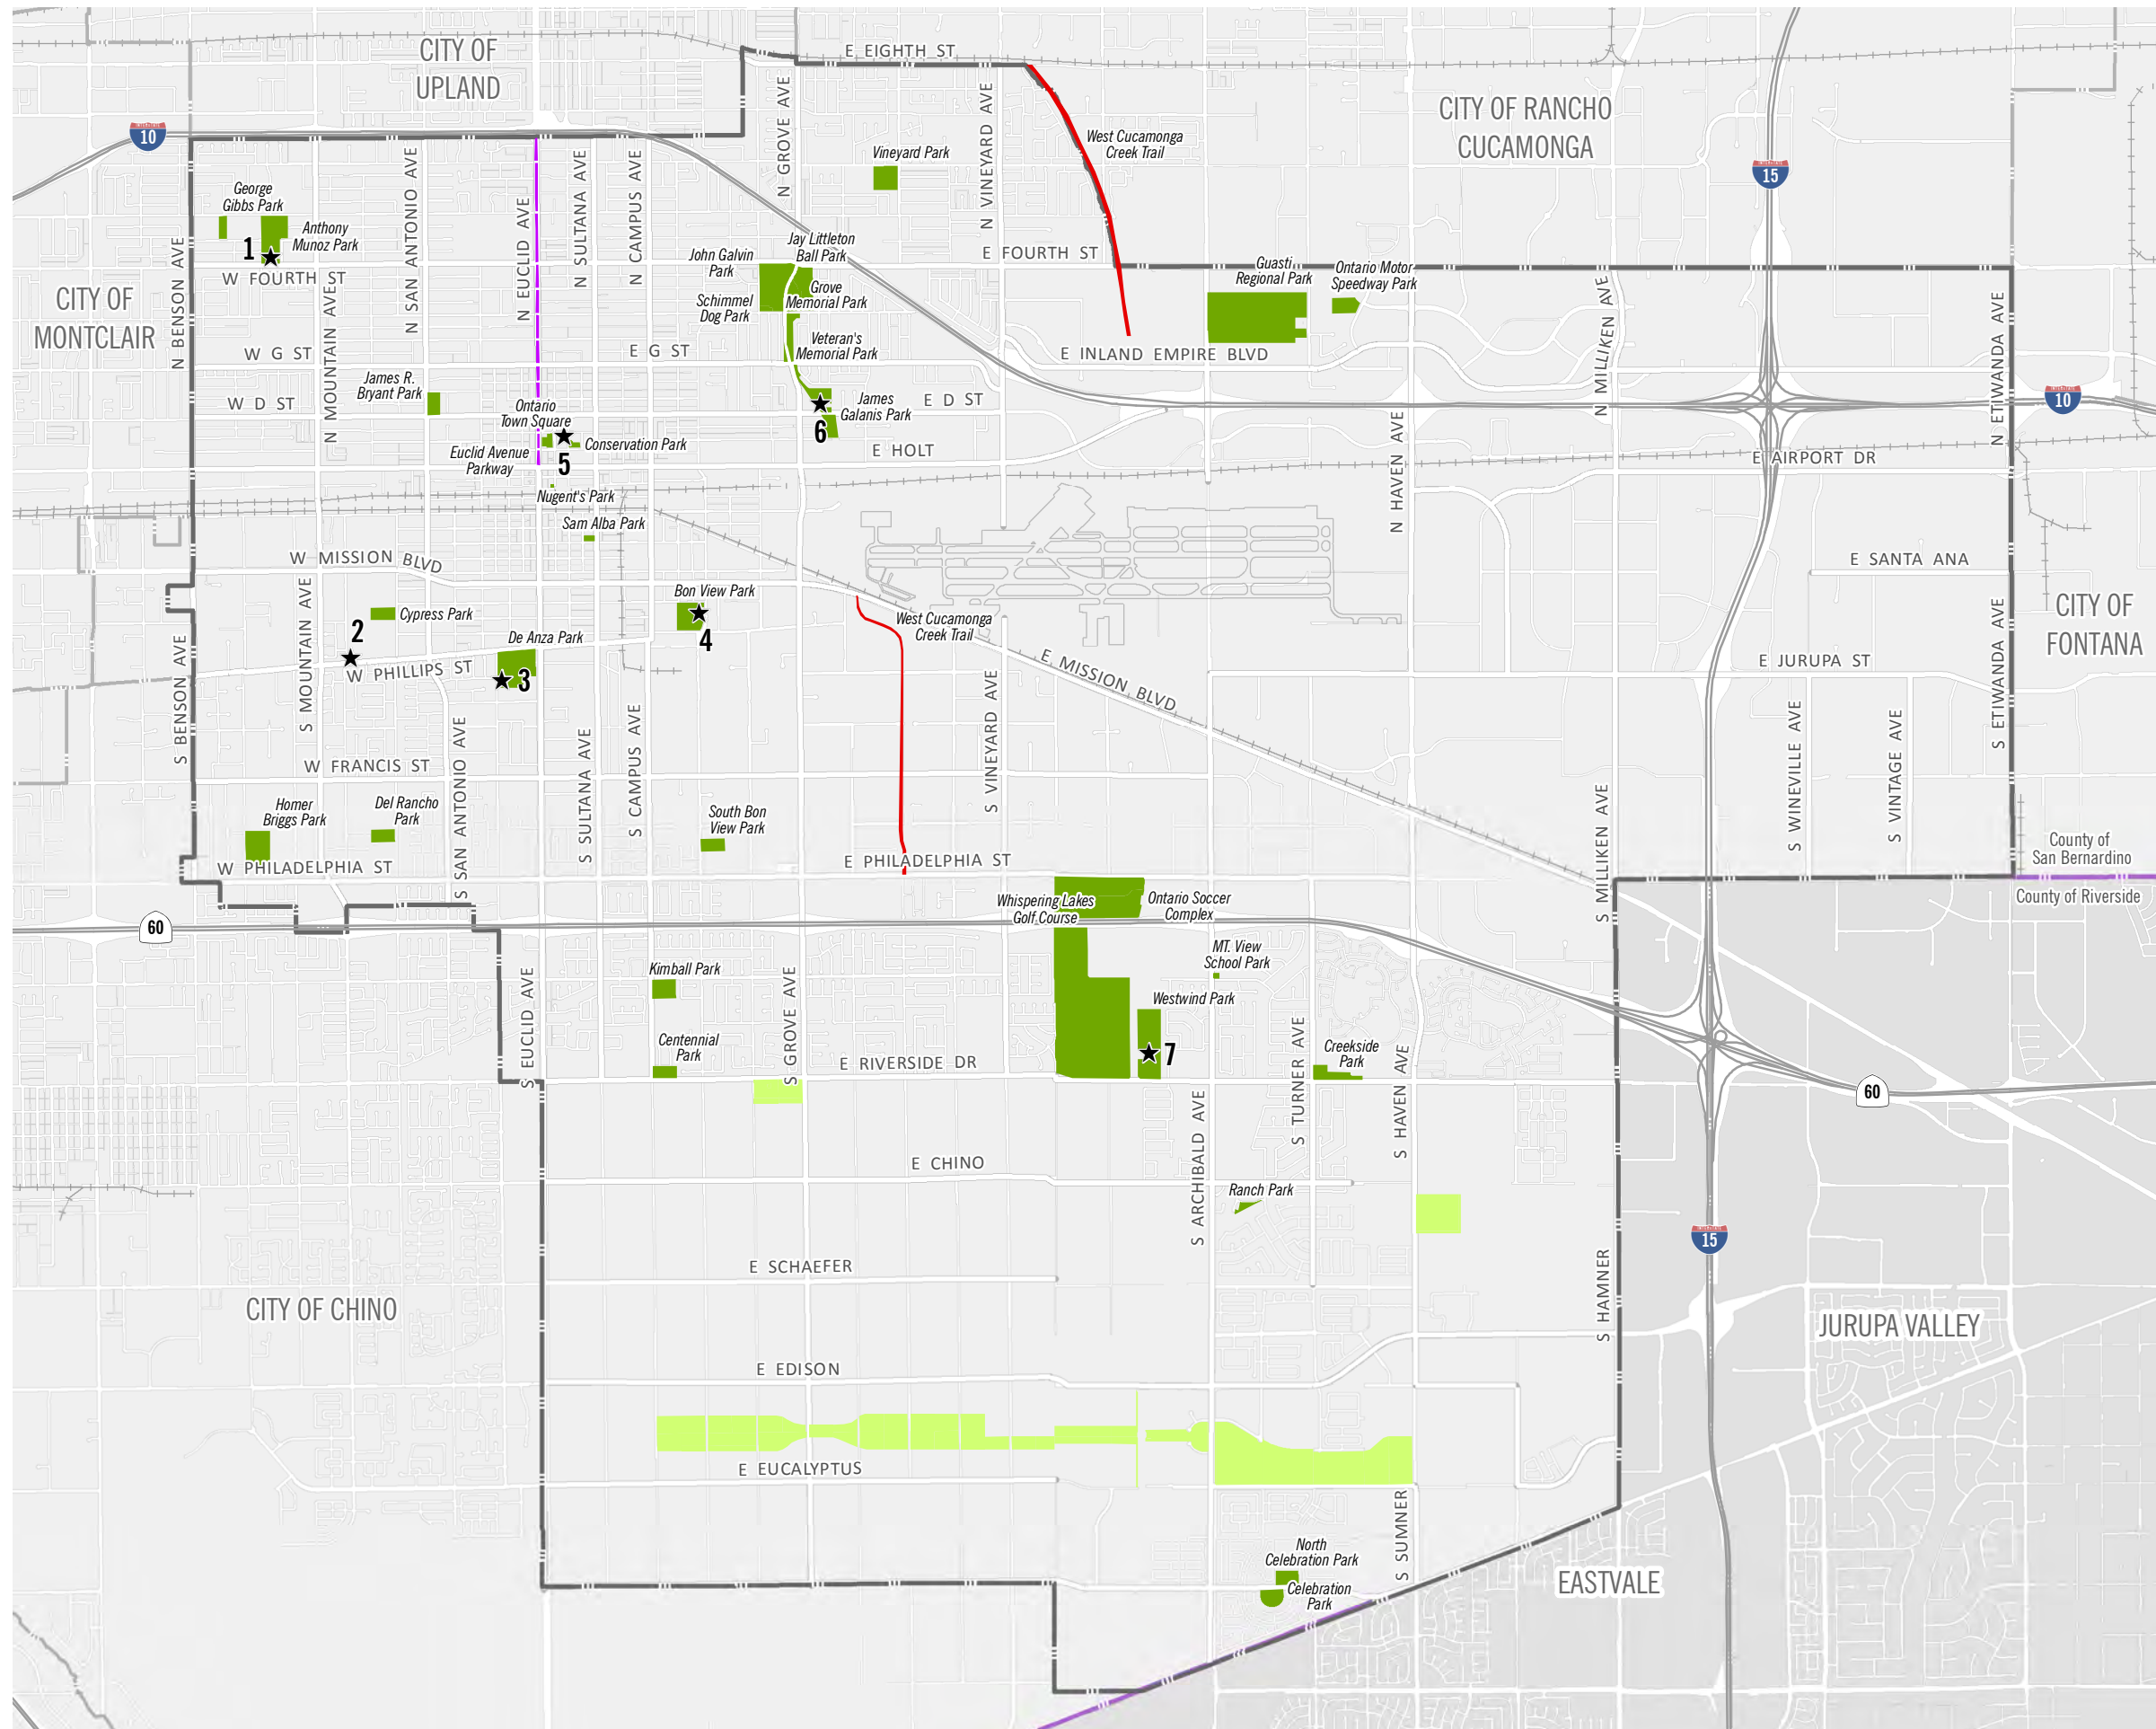 CITY OF
UPLAND
E EIGHTH ST
CITY OF RANCHO
CUCAMONGA
10
15
N GROVE AVE
N VINEYARD AVE
West Cucamonga
Creek Trail
Vineyard Park
George
Gibbs Park
Anthony
Munoz Park
1
W FOURTH ST
N SAN ANTONIO AVE
N EUCLID AVE
N SULTANA AVE
N CAMPUS AVE
John Galvin
Park
Jay Littleton
Ball Park
E FOURTH ST
Guasti
Regional Park
Ontario Motor
Speedway Park
CITY OF
MONTCLAIR
N BENSON AVE
N MOUNTAIN AVE
Schimmel
Dog Park
Grove
Memorial Park
Veteran's
Memorial Park
W G ST
E G ST
E INLAND EMPIRE BLVD
N MILLIKEN AVE
N ETIWANDA AVE
James R.
Bryant Park
W D ST
Ontario
Town Square
James
Galanis Park
E D ST
6
10
Euclid Avenue
Parkway
5
Conservation Park
E HOLT
N HAVEN AVE
E AIRPORT DR
Nugent's Park
Sam Alba Park
W MISSION BLVD
E SANTA ANA
S MOUNTAIN AVE
Cypress Park
Bon View Park
4
West Cucamonga
Creek Trail
CITY OF
FONTANA
2
De Anza Park
3
W PHILLIPS ST
E MISSION BLVD
E JURUPA ST
S BENSON AVE
S SAN ANTONIO AVE
S SULTANA AVE
S CAMPUS AVE
S VINEYARD AVE
S WINEVILLE AVE
S VINTAGE AVE
S ETIWANDA AVE
W FRANCIS ST
Homer
Briggs Park
Del Rancho
Park
South Bon
View Park
S MILLIKEN AVE
W PHILADELPHIA ST
E PHILADELPHIA ST
County of
San Bernardino
County of Riverside
Whispering Lakes
Golf Course
Ontario Soccer
Complex
60
MT. View
School Park
Kimball Park
Westwind Park
S EUCLID AVE
S GROVE AVE
Centennial
Park
E RIVERSIDE DR
7
S TURNER AVE
Creekside
Park
S HAVEN AVE
60
S ARCHIBALD AVE
E CHINO
Ranch Park
15
E SCHAEFER
S HAMNER
CITY OF CHINO
JURUPA VALLEY
E EDISON
E EUCALYPTUS
S SUMNER
North
Celebration Park
Celebration
Park
EASTVALE